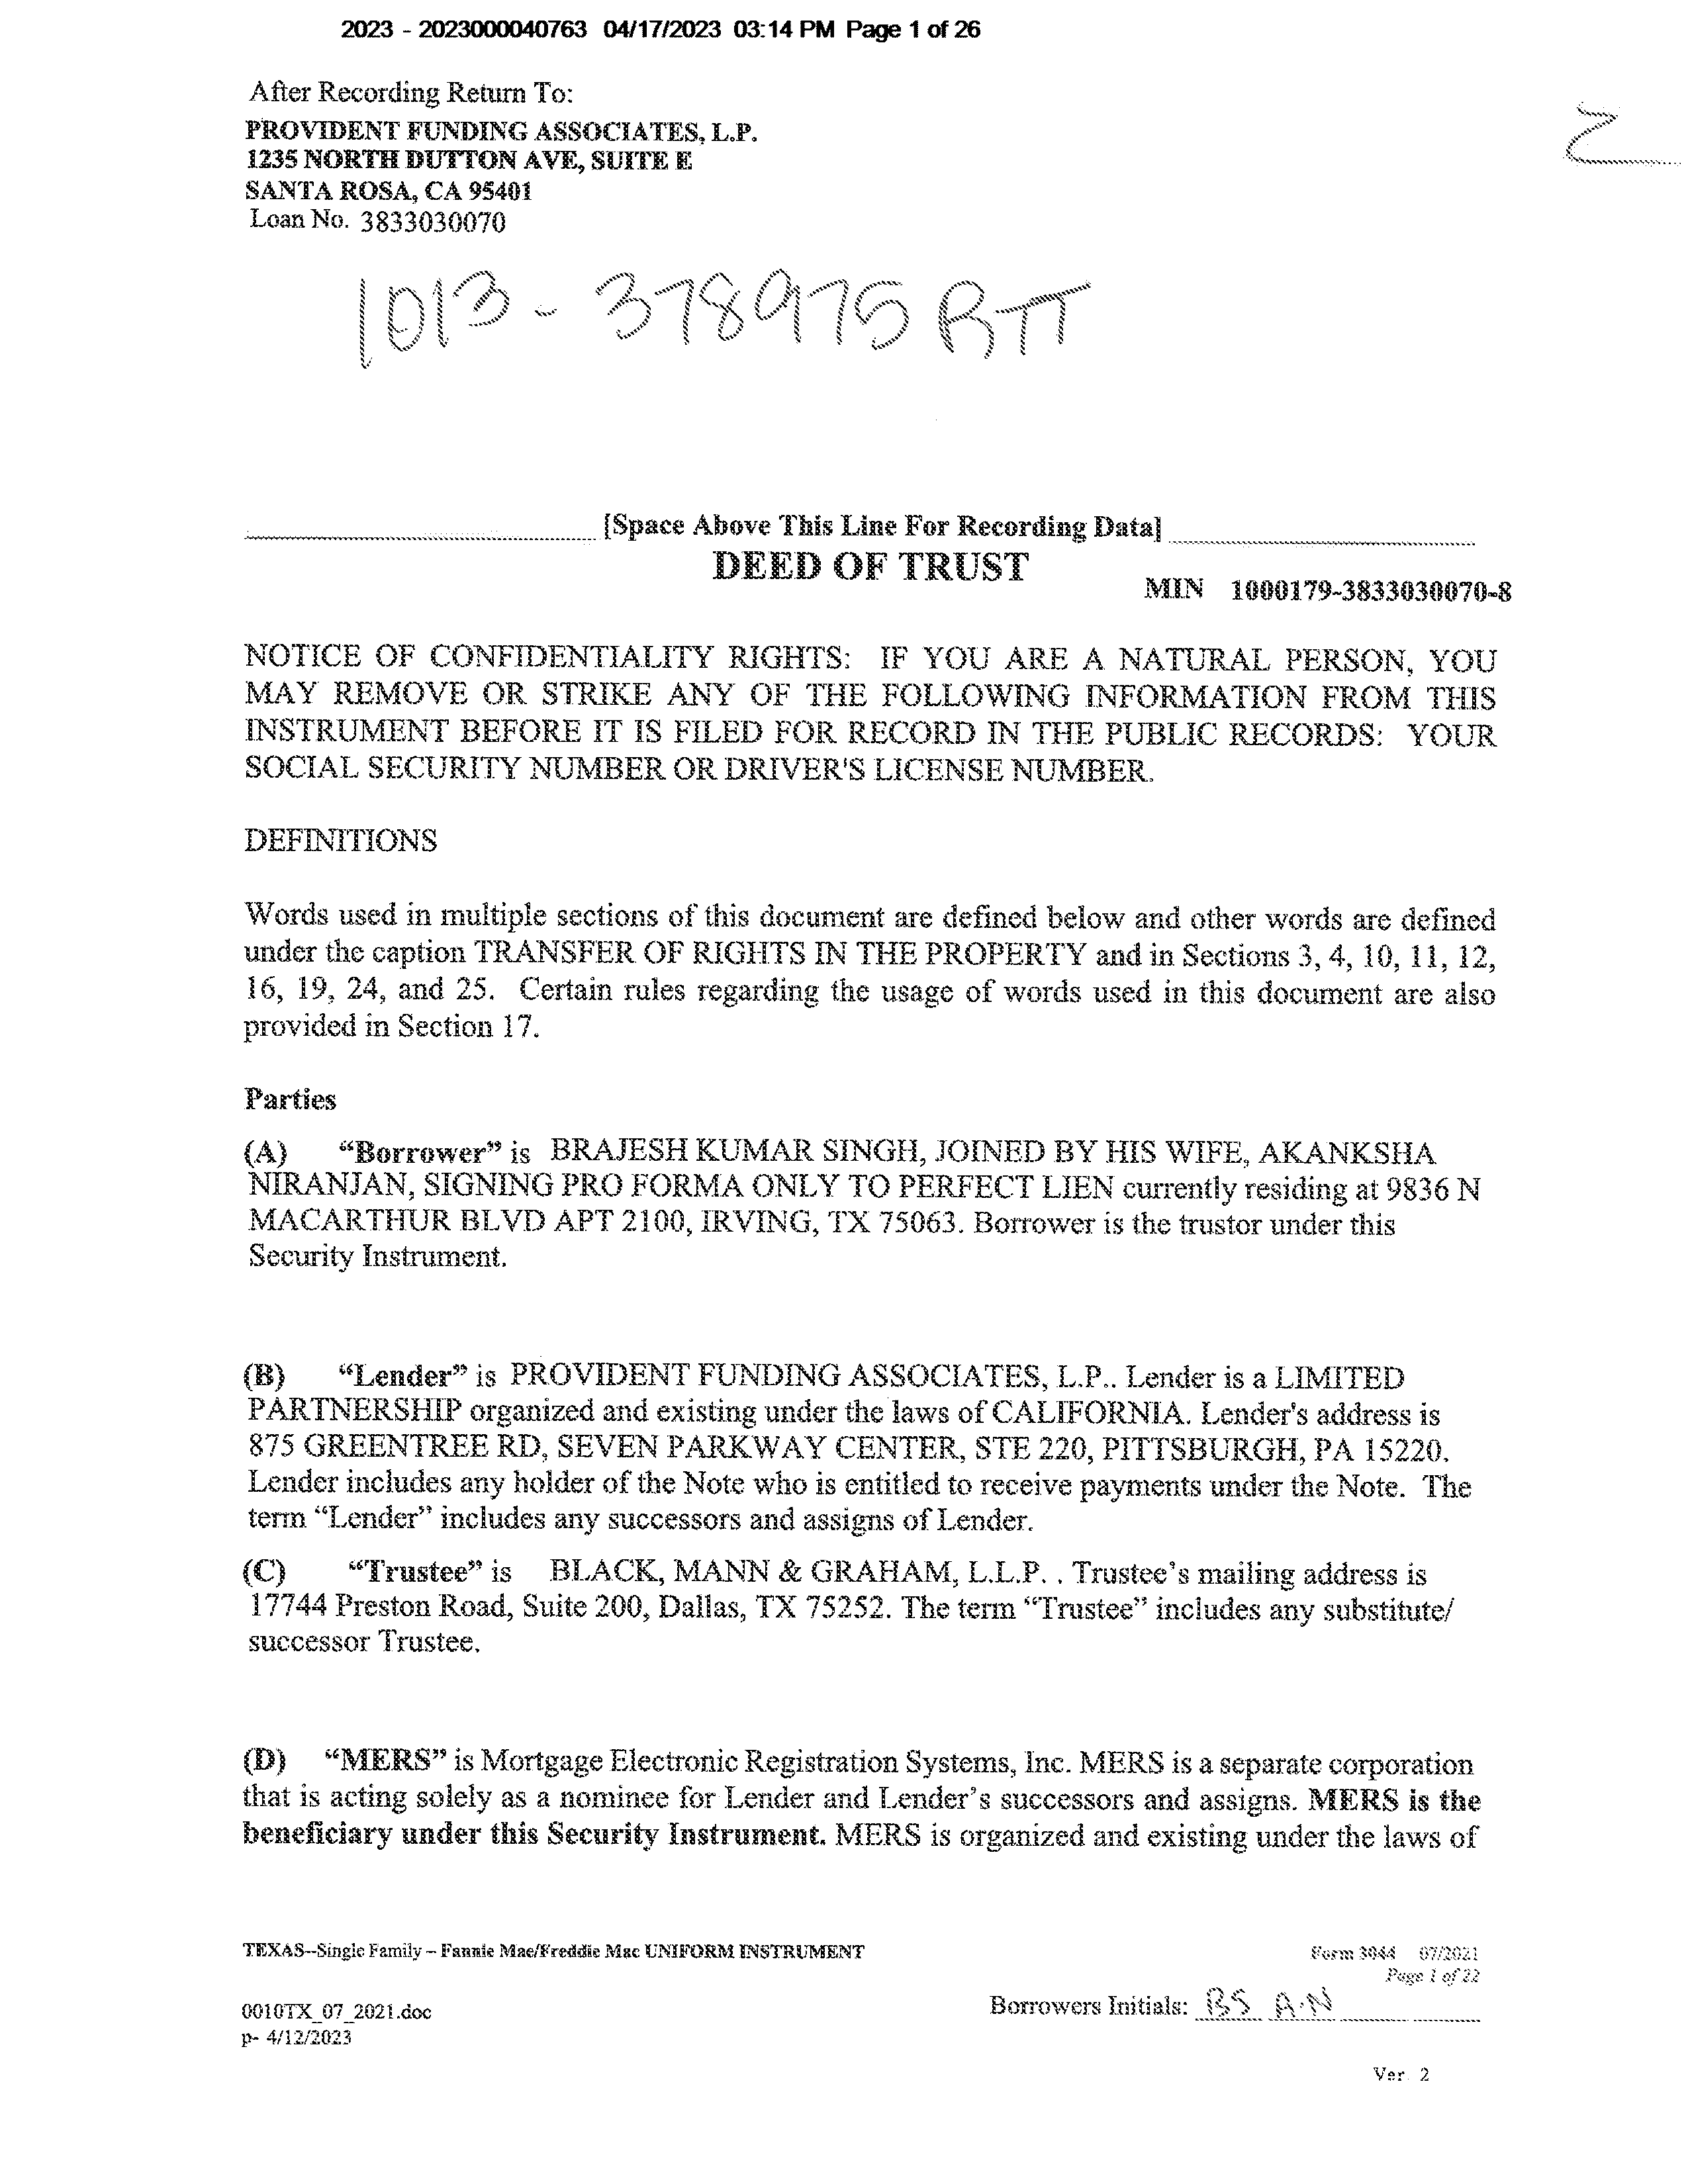 2023 - 2023000040763 04/17/2023 03:14 PM Page 1 of 26
After Recording Return To:
PROVIDENT FUNDING ASSOCIATES, L.P.
1235 NORTH DUTTON AVE, SUITE E
SANTA ROSA, CA 95401
Loan No. 3833030070
1013 - 378975 RTT
[Space Above This Line For Recording Data]
DEED OF TRUST
MIN 1000179-3833030070-8
NOTICE OF CONFIDENTIALITY RIGHTS: IF YOU ARE A NATURAL PERSON, YOU
MAY REMOVE OR STRIKE ANY OF THE FOLLOWING INFORMATION FROM THIS
INSTRUMENT BEFORE IT IS FILED FOR RECORD IN THE PUBLIC RECORDS: YOUR
SOCIAL SECURITY NUMBER OR DRIVER'S LICENSE NUMBER.
DEFINITIONS
Words used in multiple sections of this document are defined below and other words are defined
under the caption TRANSFER OF RIGHTS IN THE PROPERTY and in Sections 3, 4, 10, 11, 12,
16, 19, 24, and 25. Certain rules regarding the usage of words used in this document are also
provided in Section 17.
Parties
(A) “Borrower” is BRAJESH KUMAR SINGH, JOINED BY HIS WIFE, AKANKSHA
NIRANJAN, SIGNING PRO FORMA ONLY TO PERFECT LIEN currently residing at 9836 N
MACARTHUR BLVD APT 2100, IRVING, TX 75063. Borrower is the trustor under this
Security Instrument.
(B) “Lender” is PROVIDENT FUNDING ASSOCIATES, L.P.. Lender is a LIMITED
PARTNERSHIP organized and existing under the laws of CALIFORNIA. Lender's address is
875 GREENTREE RD, SEVEN PARKWAY CENTER, STE 220, PITTSBURGH, PA 15220.
Lender includes any holder of the Note who is entitled to receive payments under the Note. The
term “Lender” includes any successors and assigns of Lender.
(C) “Trustee” is BLACK, MANN & GRAHAM, L.L.P. . Trustee’s mailing address is
17744 Preston Road, Suite 200, Dallas, TX 75252. The term “Trustee” includes any substitute/
successor Trustee.
(D) “MERS” is Mortgage Electronic Registration Systems, Inc. MERS is a separate corporation
that is acting solely as a nominee for Lender and Lender’s successors and assigns. MERS is the
beneficiary under this Security Instrument. MERS is organized and existing under the laws of
TEXAS--Single Family – Fannie Mae/Freddie Mac UNIFORM INSTRUMENT
Form 3044 07/2021
Page 1 of 22
0010TX_07_2021.doc
Borrowers Initials: BS A.N
p- 4/12/2023
Ver 2